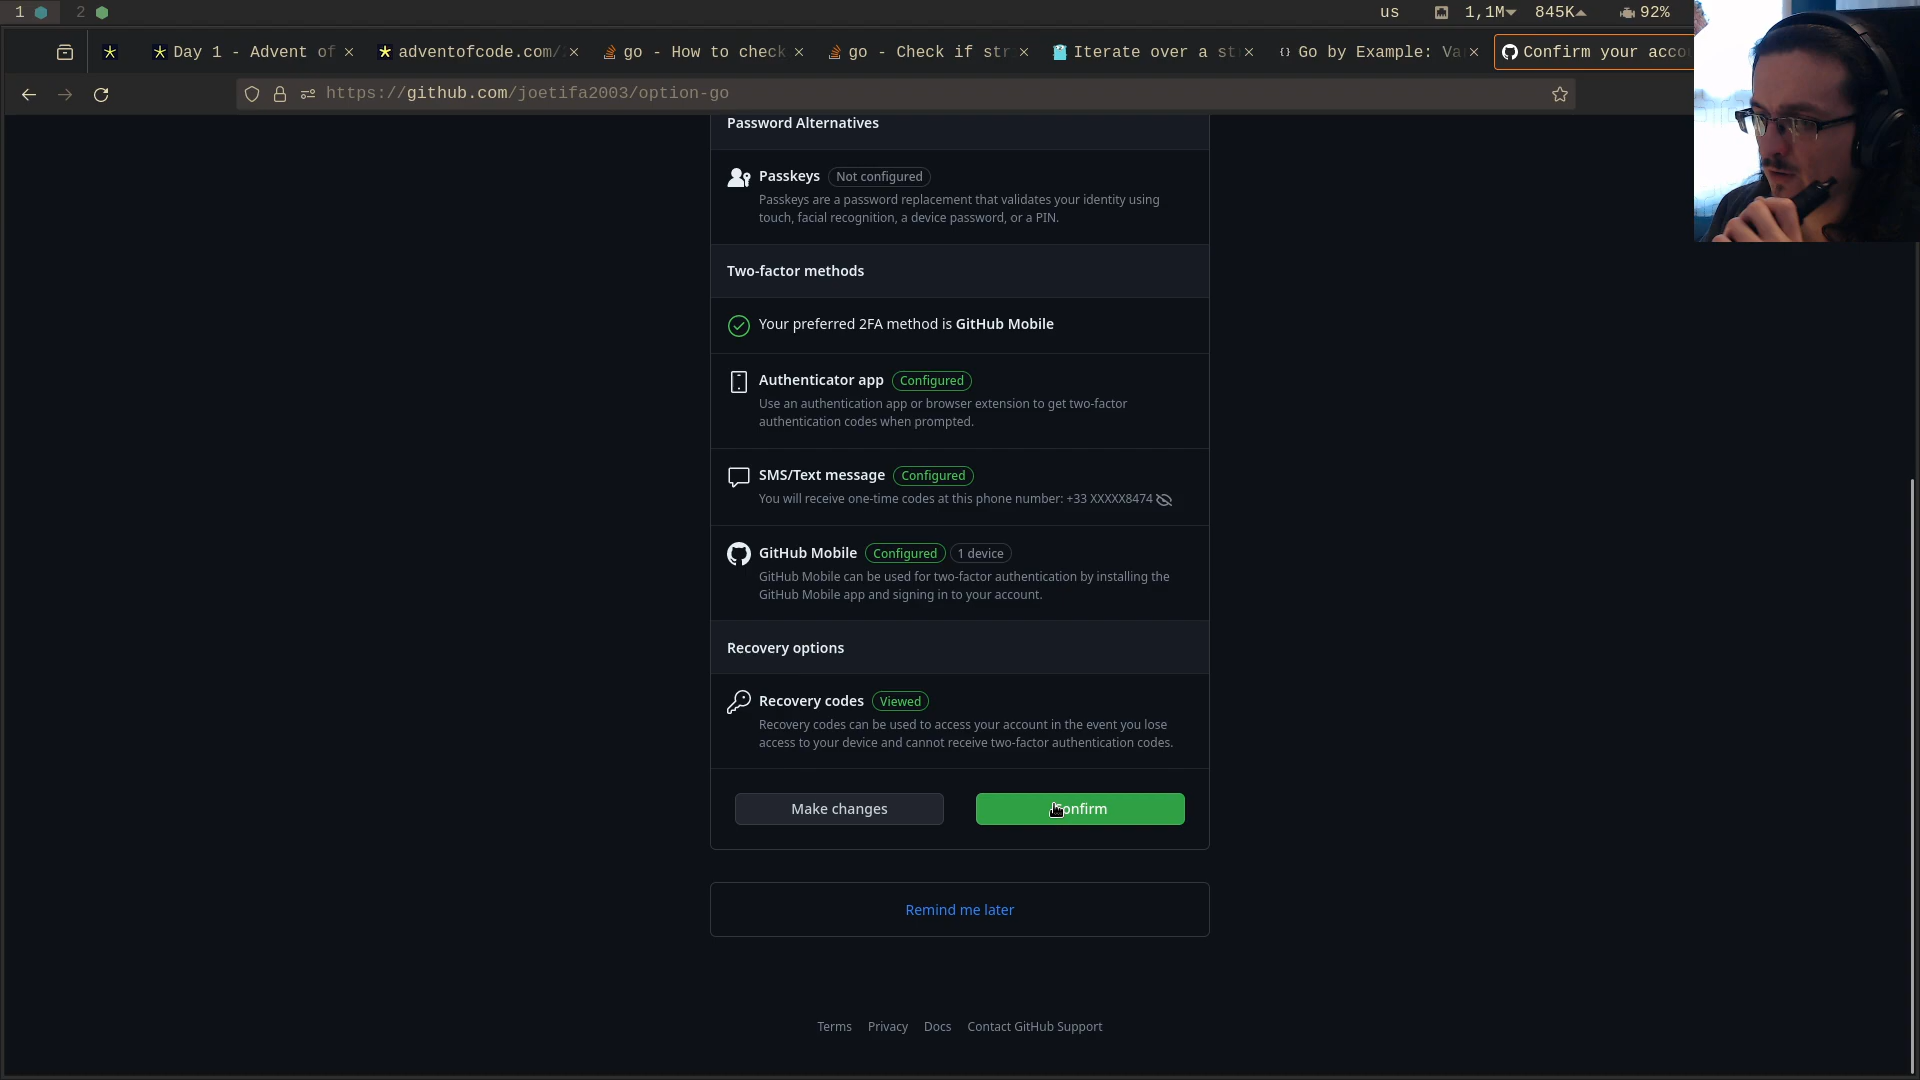 1 2 us 1,1M 845K 92%
Day 1 - Advent of adventofcode.com/ go - How to check go - Check if str Iterate over a st {} Go by Example: Va Confirm your acco
https://github.com/joetifa2003/option-go
Password Alternatives
Passkeys Not configured
Passkeys are a password replacement that validates your identity using
touch, facial recognition, a device password, or a PIN.
Two-factor methods
Your preferred 2FA method is GitHub Mobile
Authenticator app Configured
Use an authentication app or browser extension to get two-factor
authentication codes when prompted.
SMS/Text message Configured
You will receive one-time codes at this phone number: +33 XXXXX8474
GitHub Mobile Configured 1 device
GitHub Mobile can be used for two-factor authentication by installing the
GitHub Mobile app and signing in to your account.
Recovery options
Recovery codes Viewed
Recovery codes can be used to access your account in the event you lose
access to your device and cannot receive two-factor authentication codes.
Make changes Confirm
Remind me later
Terms Privacy Docs Contact GitHub Support